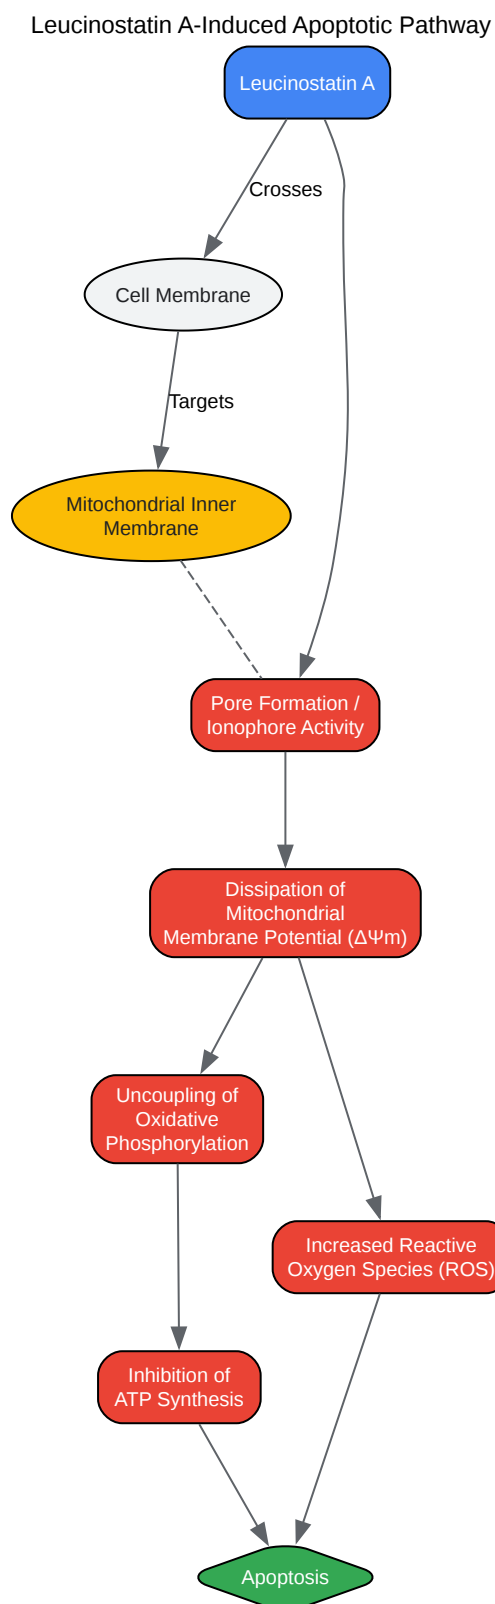 Leucinostatin A-Induced Apoptotic Pathway
Leucinostatin A
Crosses
Cell Membrane
Targets
Mitochondrial Inner
Membrane
Pore Formation /
Ionophore Activity
Dissipation of
Mitochondrial
Membrane Potential (ΔΨm)
Uncoupling of
Oxidative
Phosphorylation
Increased Reactive
Oxygen Species (ROS)
Inhibition of
ATP Synthesis
Apoptosis